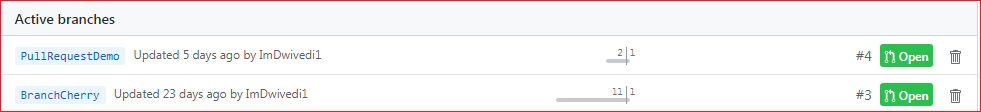 Active branches
PullRequestDemo Updated 5 days ago by ImDwivedi1 2 1 #4 Open
BranchCherry Updated 23 days ago by ImDwivedi1 11 1 #3 Open